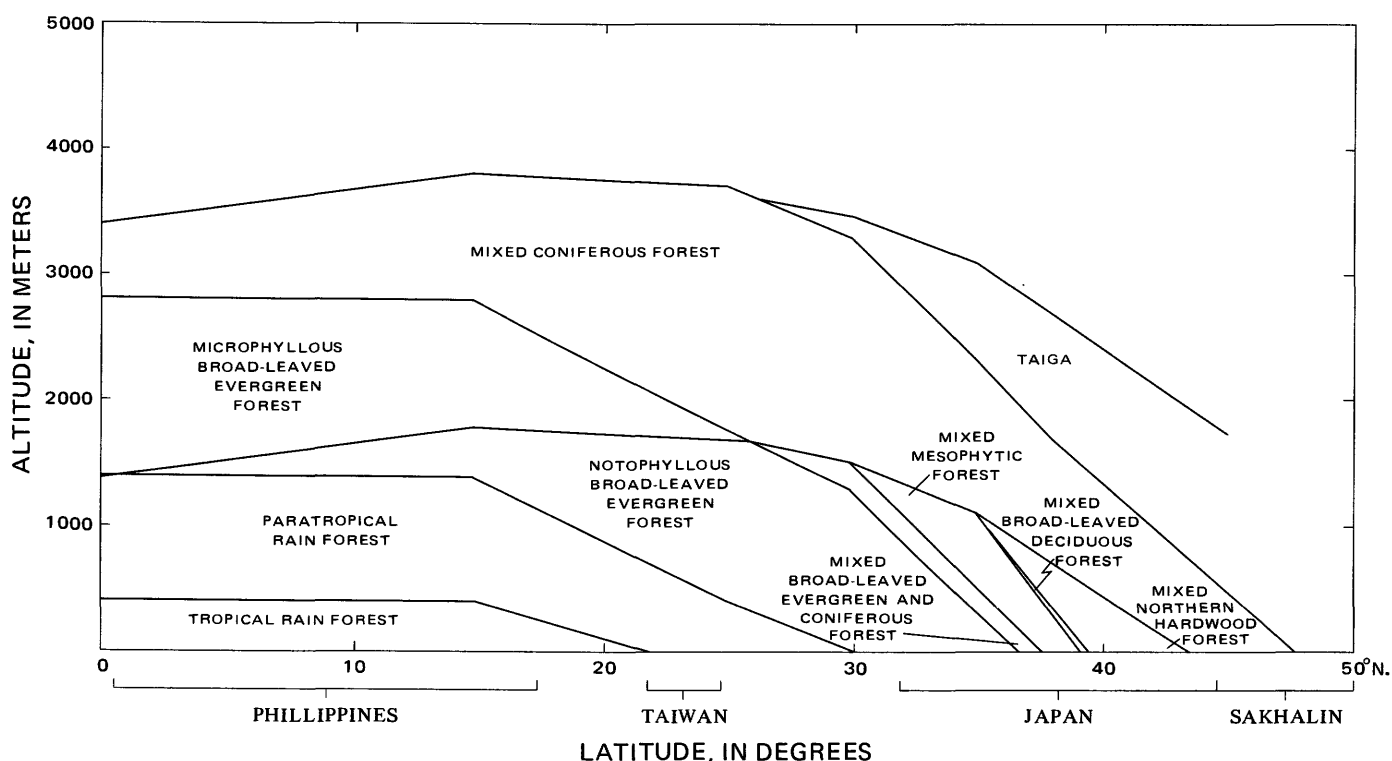 5000
4000
3000
2000
1000
ALTITUDE, IN METERS
MIXED CONIFEROUS FOREST
MICROPHYLLOUS
BROAD-LEAVED
EVERGREEN
FOREST
TAIGA
NOTOPHYLLOUS
BROAD-LEAVED
EVERGREEN
FOREST
MIXED
MESOPHYTIC
FOREST
PARATROPICAL
RAIN FOREST
MIXED
BROAD-LEAVED
DECIDUOUS
FOREST
TROPICAL RAIN FOREST
MIXED
BROAD-LEAVED
EVERGREEN AND
CONIFEROUS
FOREST
MIXED
NORTHERN
HARDWOOD
FOREST
0 10 20 30 40 50°N.
PHILLIPPINES TAIWAN JAPAN SAKHALIN
LATITUDE, IN DEGREES